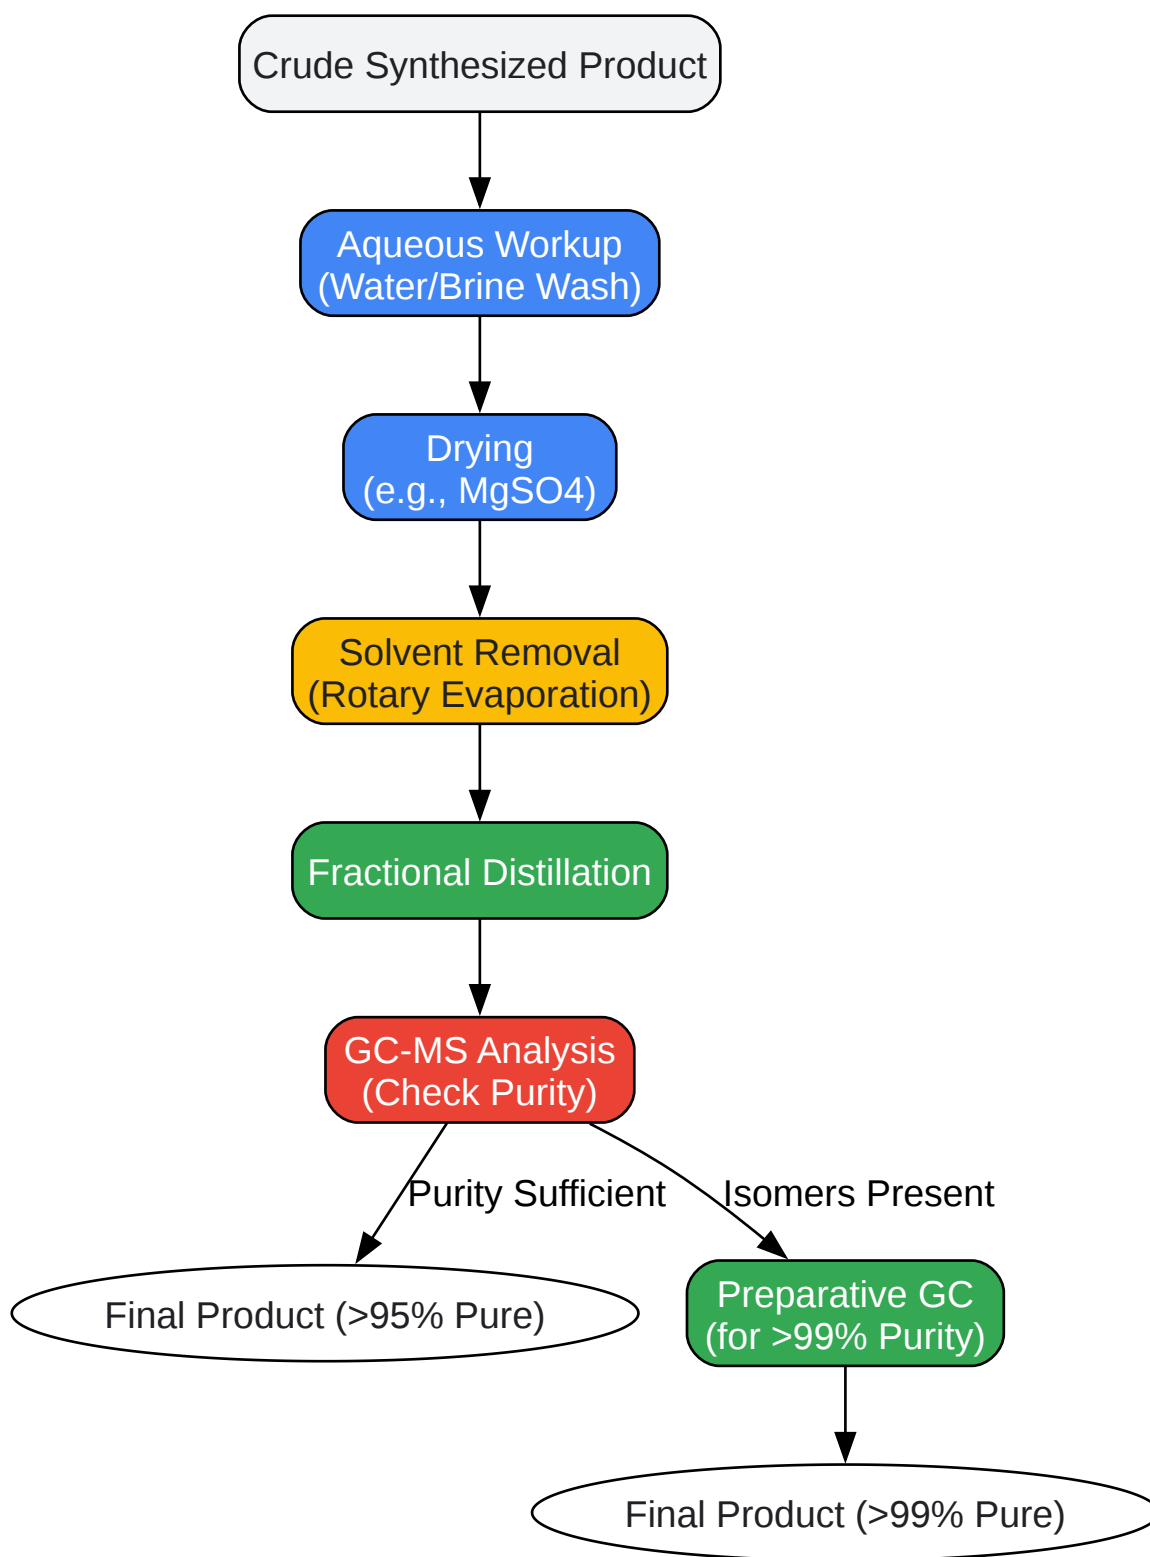 Crude Synthesized Product
Aqueous Workup
(Water/Brine Wash)
Drying
(e.g., MgSO4)
Solvent Removal
(Rotary Evaporation)
Fractional Distillation
GC-MS Analysis
(Check Purity)
Purity Sufficient
Isomers Present
Final Product (>95% Pure)
Preparative GC
(for >99% Purity)
Final Product (>99% Pure)